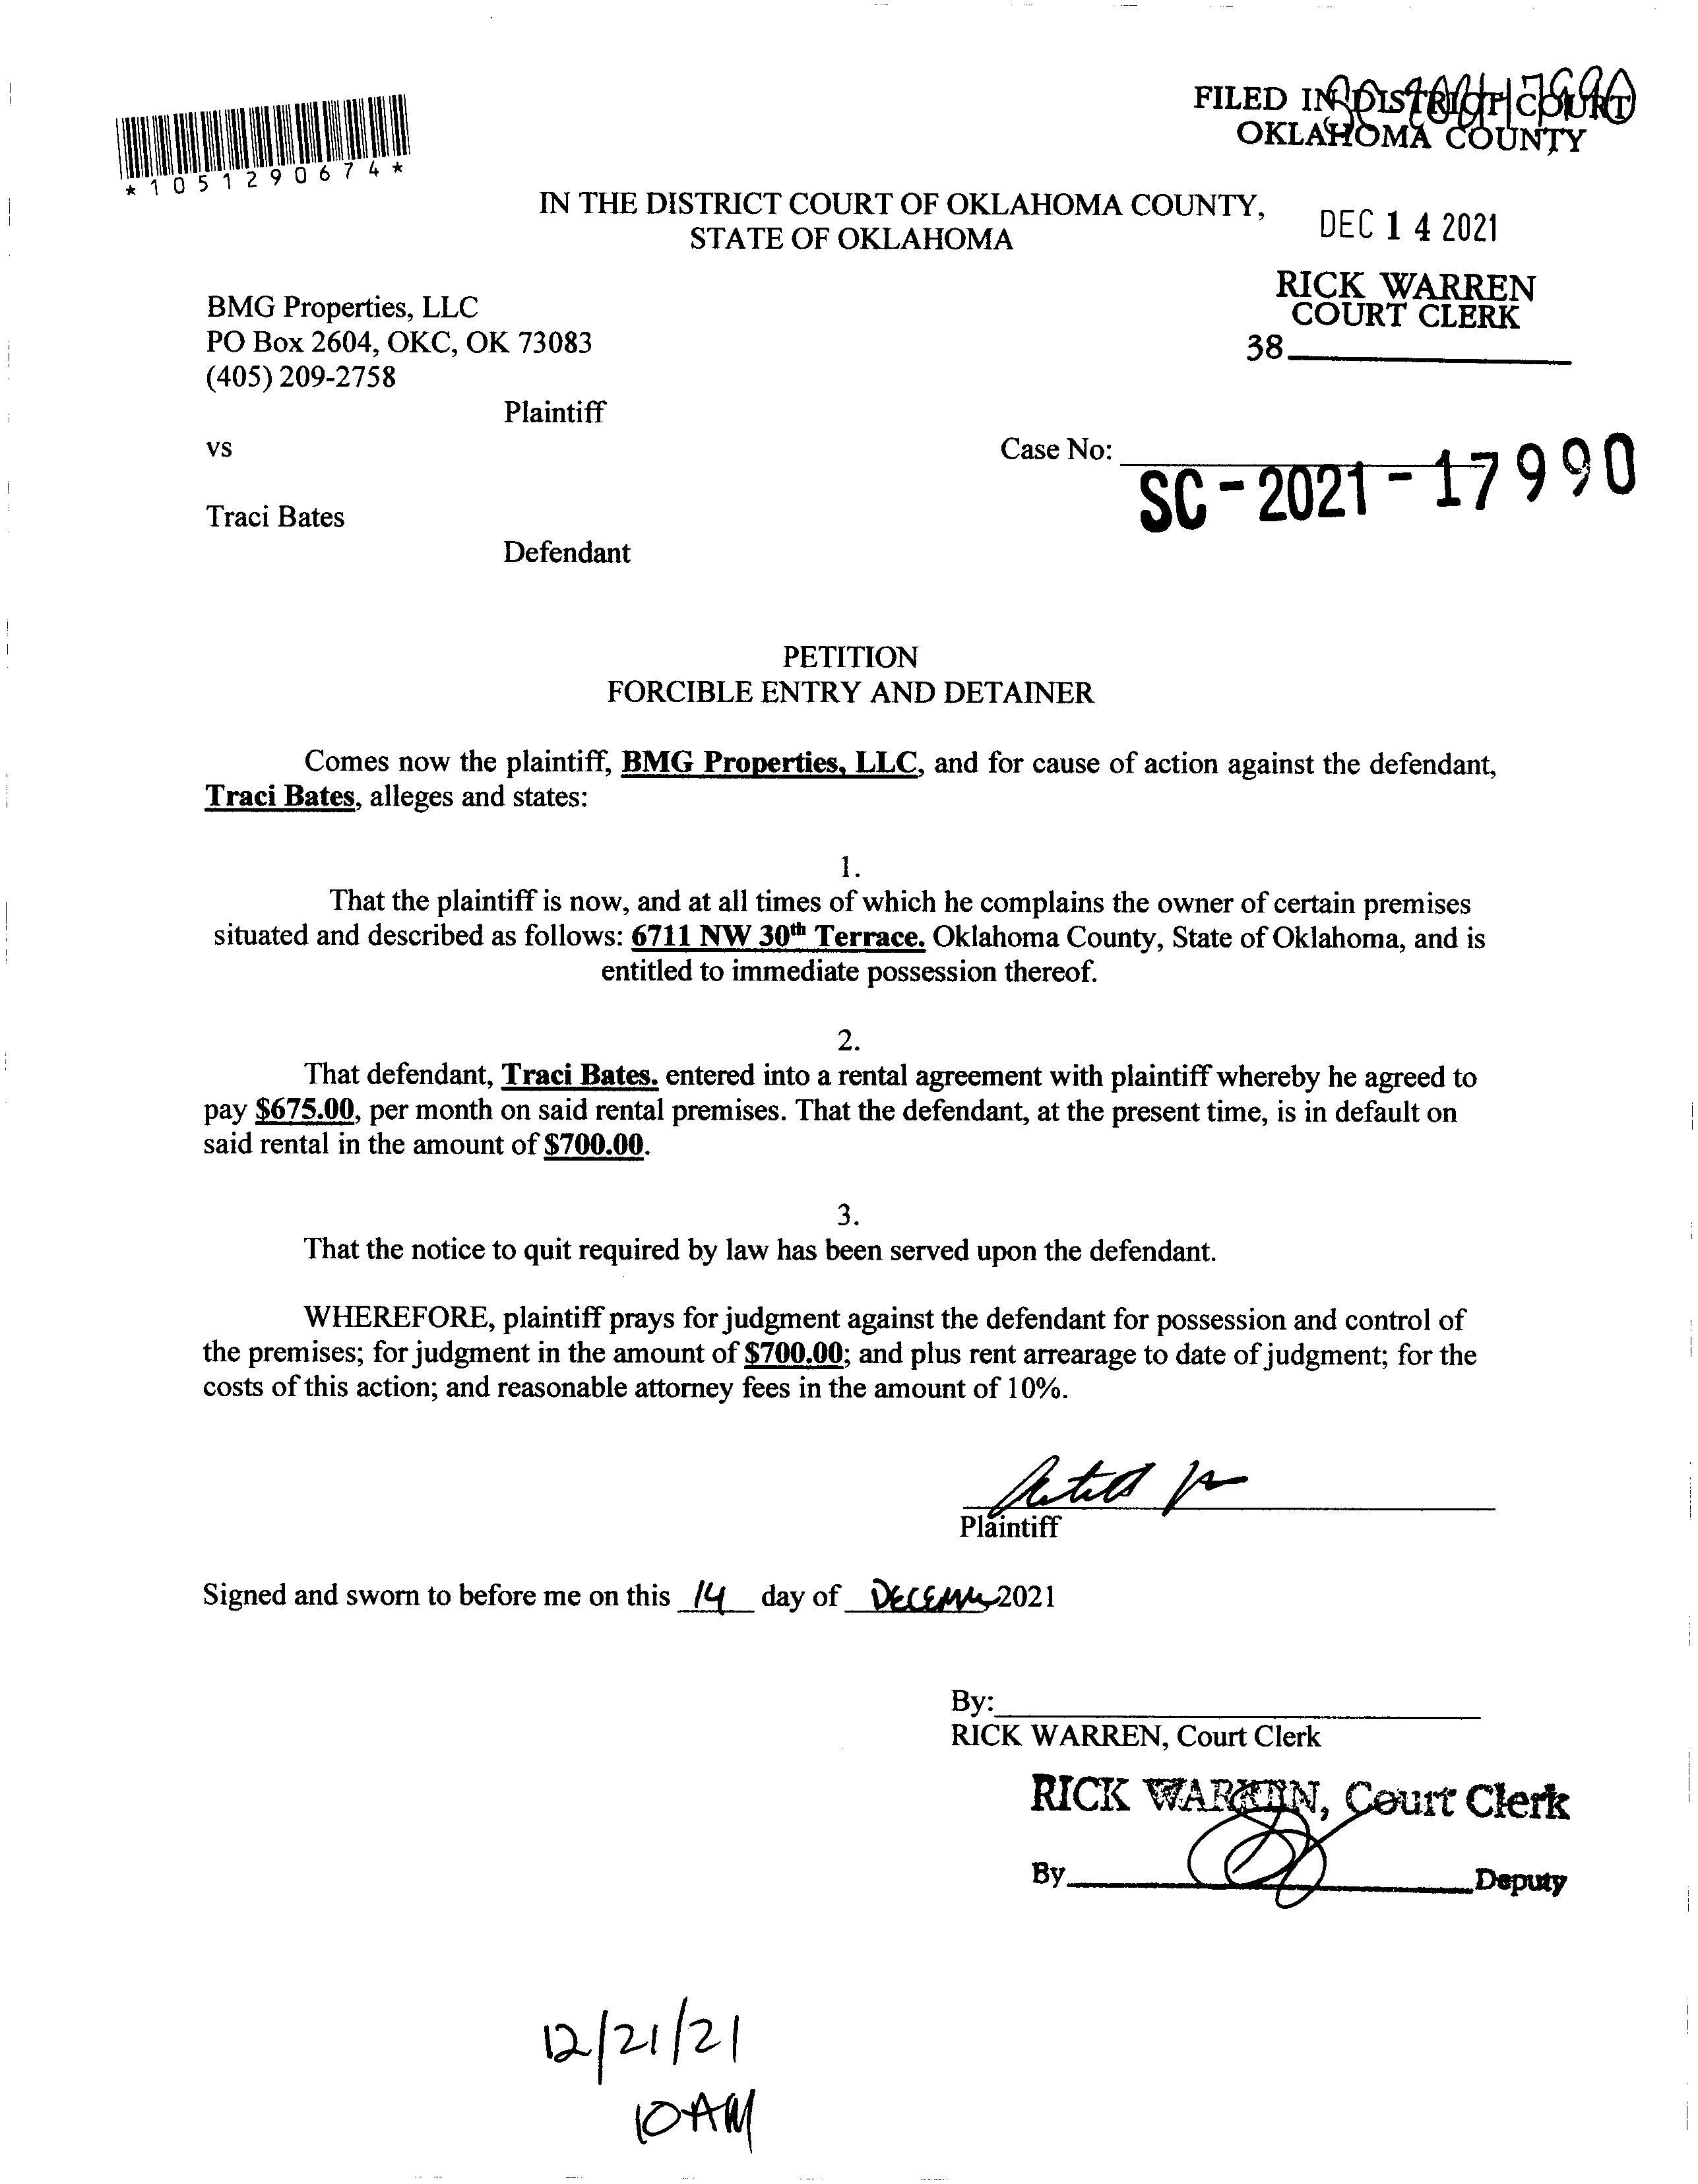 SC 2021 17990
FILED IN DISTRICT COURT
OKLAHOMA COUNTY
*1051290674*
IN THE DISTRICT COURT OF OKLAHOMA COUNTY,
STATE OF OKLAHOMA
DEC 14 2021
RICK WARREN
COURT CLERK
38
BMG Properties, LLC
PO Box 2604, OKC, OK 73083
(405) 209-2758
Plaintiff
vs
Case No:
SC-2021-17990
Traci Bates
Defendant
PETITION
FORCIBLE ENTRY AND DETAINER
Comes now the plaintiff, BMG Properties, LLC, and for cause of action against the defendant,
Traci Bates, alleges and states:
1.
That the plaintiff is now, and at all times of which he complains the owner of certain premises
situated and described as follows: 6711 NW 30th Terrace. Oklahoma County, State of Oklahoma, and is
entitled to immediate possession thereof.
2.
That defendant, Traci Bates. entered into a rental agreement with plaintiff whereby he agreed to
pay $675.00, per month on said rental premises. That the defendant, at the present time, is in default on
said rental in the amount of $700.00.
3.
That the notice to quit required by law has been served upon the defendant.
WHEREFORE, plaintiff prays for judgment against the defendant for possession and control of
the premises; for judgment in the amount of $700.00; and plus rent arrearage to date of judgment; for the
costs of this action; and reasonable attorney fees in the amount of 10%.
Plaintiff
Signed and sworn to before me on this 14 day of December 2021
By:
RICK WARREN, Court Clerk
RICK WARREN, Court Clerk
By Deputy
12/21/21
10AM